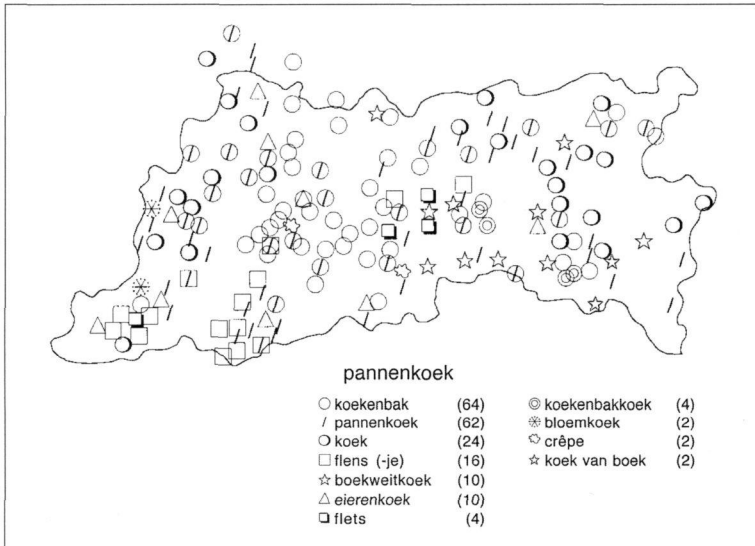 pannenkoek
koekenbak (64)
pannenkoek (62)
koek (24)
flens (-je) (16)
boekweitkoek (10)
eierenkoek (10)
flets (4)
koekenbakkoek (4)
bloemkoek (2)
crêpe (2)
koek van boek (2)